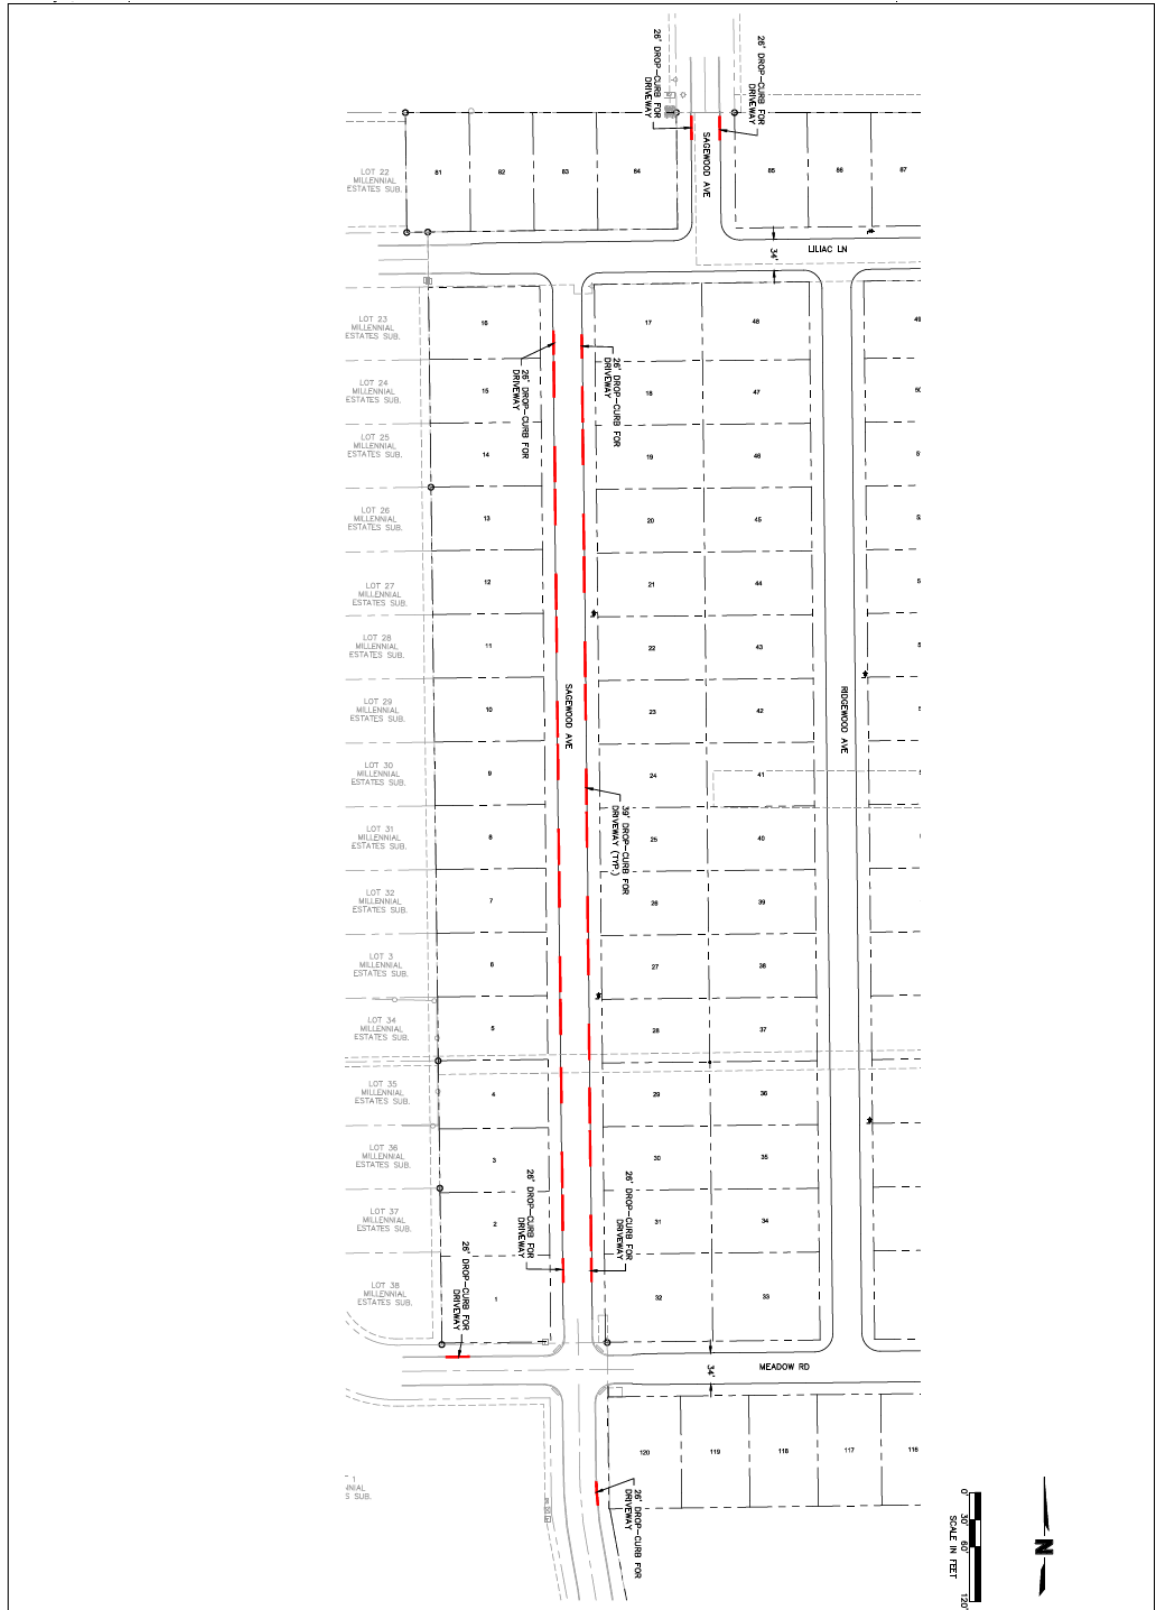 26' DROP-CURB FOR
DRIVEWAY
26' DROP-CURB FOR
DRIVEWAY
SAGEWOOD AVE
LOT 22
MILLENNIAL
ESTATES SUB.
81
82
83
84
85
86
87
34'
LILIAC LN
LOT 23
MILLENNIAL
ESTATES SUB.
16
17
48
26' DROP-CURB FOR
DRIVEWAY
26' DROP-CURB FOR
DRIVEWAY
LOT 24
MILLENNIAL
ESTATES SUB.
15
18
47
LOT 25
MILLENNIAL
ESTATES SUB.
14
19
46
LOT 26
MILLENNIAL
ESTATES SUB.
13
20
45
LOT 27
MILLENNIAL
ESTATES SUB.
12
21
44
LOT 28
MILLENNIAL
ESTATES SUB.
11
22
43
LOT 29
MILLENNIAL
ESTATES SUB.
10
SAGEWOOD AVE
23
42
RIDGEWOOD AVE
LOT 30
MILLENNIAL
ESTATES SUB.
9
24
41
39' DROP-CURB FOR
DRIVEWAY (TYP.)
LOT 31
MILLENNIAL
ESTATES SUB.
8
25
40
LOT 32
MILLENNIAL
ESTATES SUB.
7
26
39
LOT 3
MILLENNIAL
ESTATES SUB.
6
27
38
LOT 34
MILLENNIAL
ESTATES SUB.
5
28
37
LOT 35
MILLENNIAL
ESTATES SUB.
4
29
36
LOT 36
MILLENNIAL
ESTATES SUB.
3
30
35
26' DROP-CURB FOR
DRIVEWAY
26' DROP-CURB FOR
DRIVEWAY
LOT 37
MILLENNIAL
ESTATES SUB.
2
31
34
26' DROP-CURB FOR
DRIVEWAY
LOT 38
MILLENNIAL
ESTATES SUB.
1
32
33
34'
MEADOW RD
120
119
118
117
116
26' DROP-CURB FOR
DRIVEWAY
1
NNIAL
S SUB.
0' 30' 60' 120'
SCALE IN FEET
N